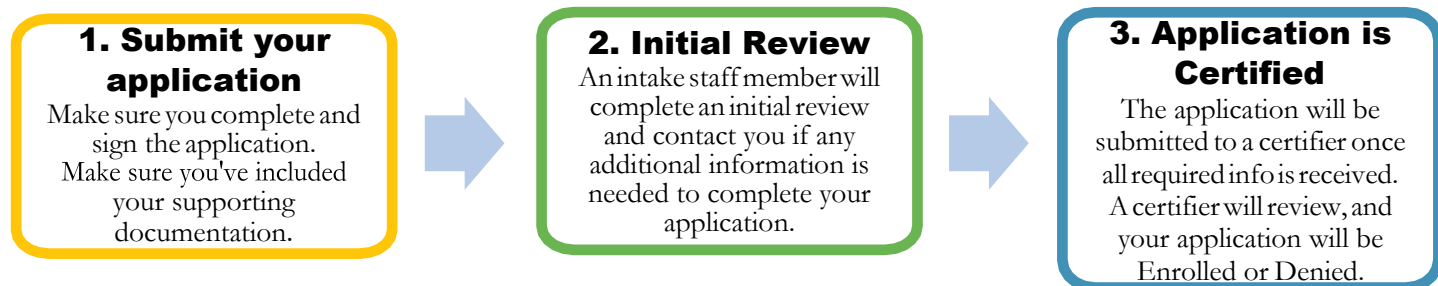 1. Submit your
application
Make sure you complete and
sign the application.
Make sure you've included
your supporting
documentation.
2. Initial Review
An intake staff member will
complete an initial review
and contact you if any
additional information is
needed to complete your
application.
3. Application is
Certified
The application will be
submitted to a certifier once
all required info is received.
A certifier will review, and
your application will be
Enrolled or Denied.